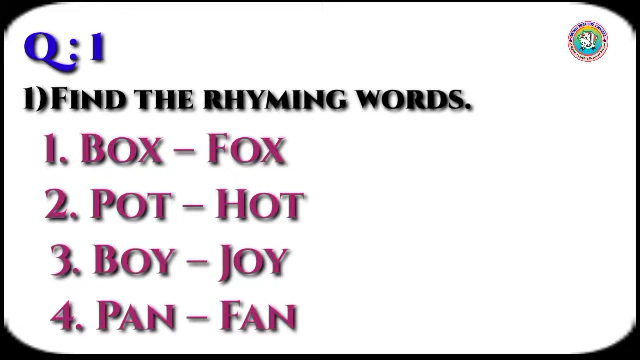 Q : 1
1)Find the rhyming words.
1. Box – Fox
2. Pot – Hot
3. Boy – Joy
4. Pan – Fan